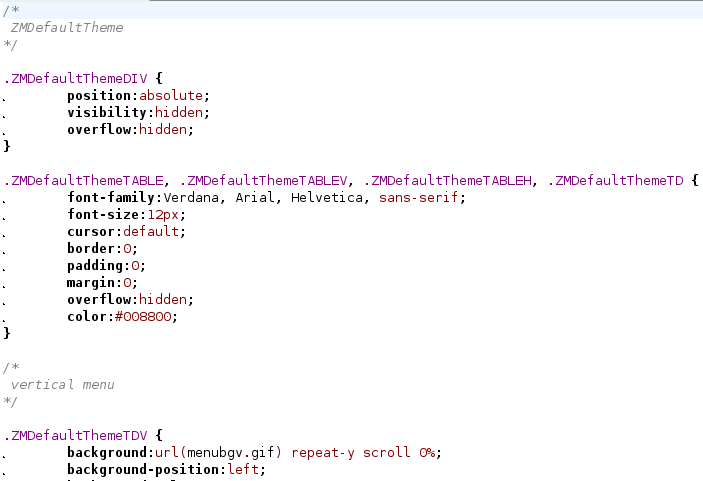 /*
 ZMDefaultTheme
*/

.ZMDefaultThemeDIV {
        position:absolute;
        visibility:hidden;
        overflow:hidden;
}

.ZMDefaultThemeTABLE, .ZMDefaultThemeTABLEV, .ZMDefaultThemeTABLEH, .ZMDefaultThemeTD {
        font-family:Verdana, Arial, Helvetica, sans-serif;
        font-size:12px;
        cursor:default;
        border:0;
        padding:0;
        margin:0;
        overflow:hidden;
        color:#008800;
}

/*
 vertical menu
*/

.ZMDefaultThemeTDV {
        background:url(menubgv.gif) repeat-y scroll 0%;
        background-position:left;